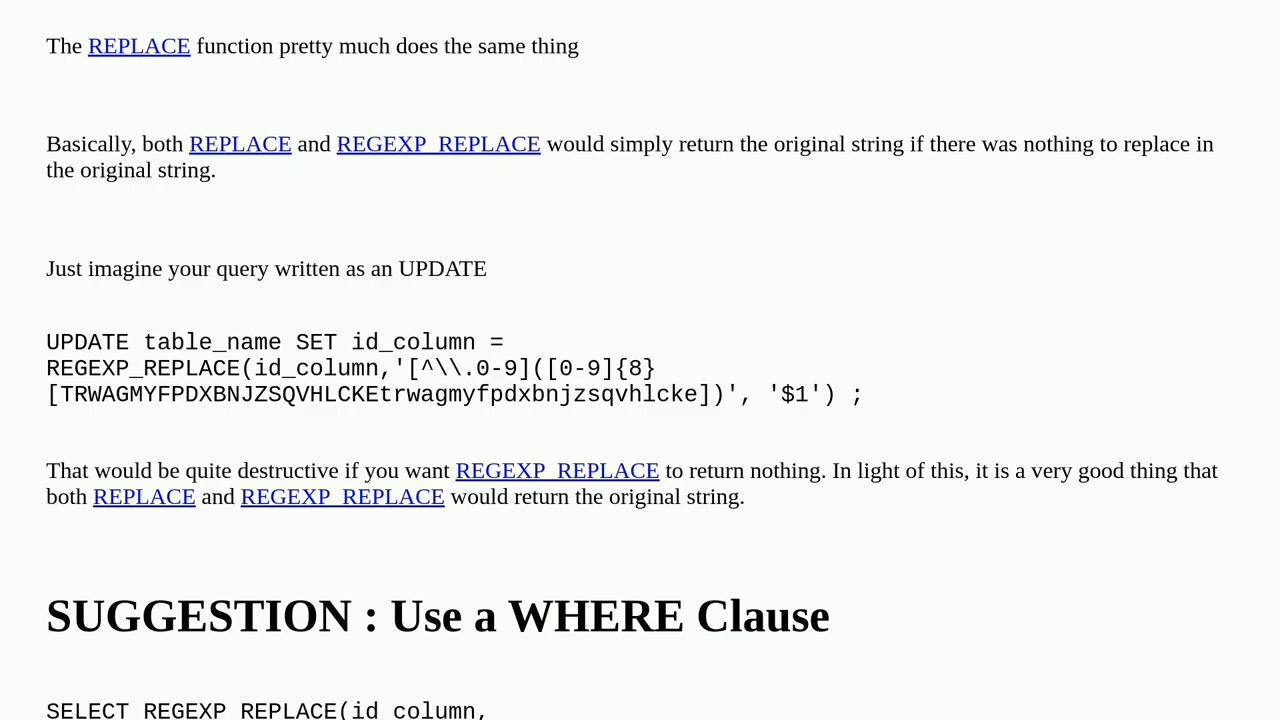 The REPLACE function pretty much does the same thing
Basically, both REPLACE and REGEXP_REPLACE would simply return the original string if there was nothing to replace in
the original string.
Just imagine your query written as an UPDATE
UPDATE table_name SET id_column =
REGEXP_REPLACE(id_column,'[^\\.0-9]([0-9]{8}
[TRWAGMYFPDXBNJZSQVHLCKEtrwagmyfpdxbnjzsqvhlcke])', '$1') ;
That would be quite destructive if you want REGEXP_REPLACE to return nothing. In light of this, it is a very good thing that
both REPLACE and REGEXP_REPLACE would return the original string.
SUGGESTION : Use a WHERE Clause
SELECT REGEXP_REPLACE(id_column,